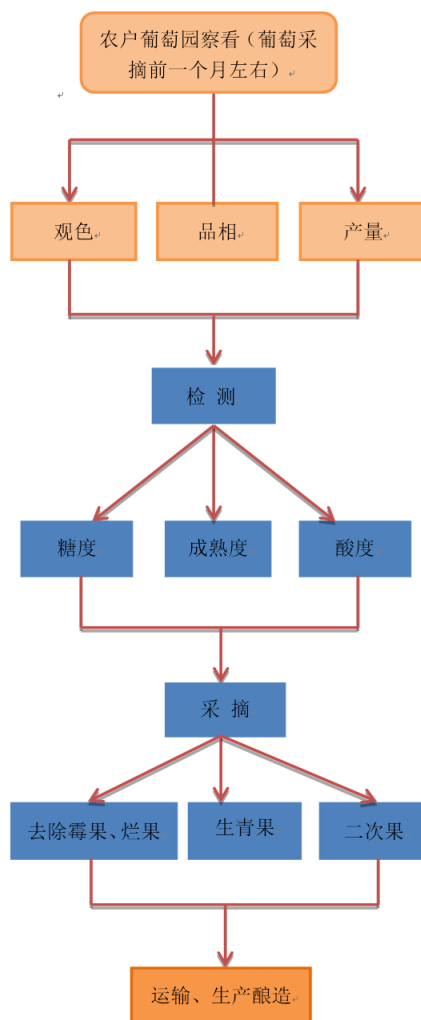 农户葡萄园察看（葡萄采
摘前一个月左右）
观色
品相
产量
检 测
糖度
成熟度
酸度
采 摘
去除霉果、烂果
生青果
二次果
运输、生产酿造